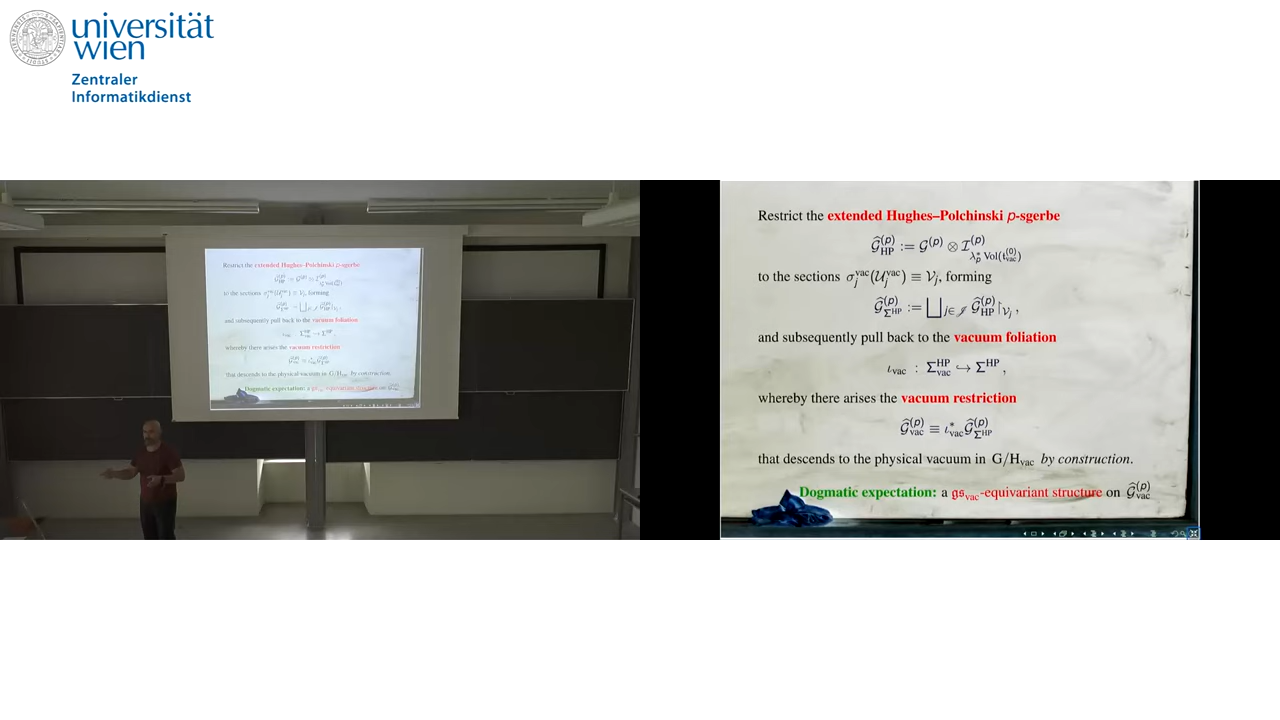 universität
wien
Zentraler
Informatikdienst
Restrict the extended Hughes–Polchinski p-sgerbe
𝒢̂_HP^(p) := 𝒢^(p) ⊗ ℐ^(p)_{λ_p^* Vol(𝔱_vac^(0))}
to the sections σ_j^vac(𝒰_j^vac) ≡ 𝒱_j, forming
𝒢̂_{Σ^HP}^(p) := ⨆_{j∈𝒥} 𝒢̂_HP^(p)↾_{𝒱_j} ,
and subsequently pull back to the vacuum foliation
ι_vac : Σ_vac^HP ↪ Σ^HP ,
whereby there arises the vacuum restriction
𝒢̂_vac^(p) ≡ ι_vac^* 𝒢̂_{Σ^HP}^(p)
that descends to the physical vacuum in G/H_vac by construction.
Dogmatic expectation: a 𝔤𝔰_vac-equivariant structure on 𝒢̂_vac^(p)